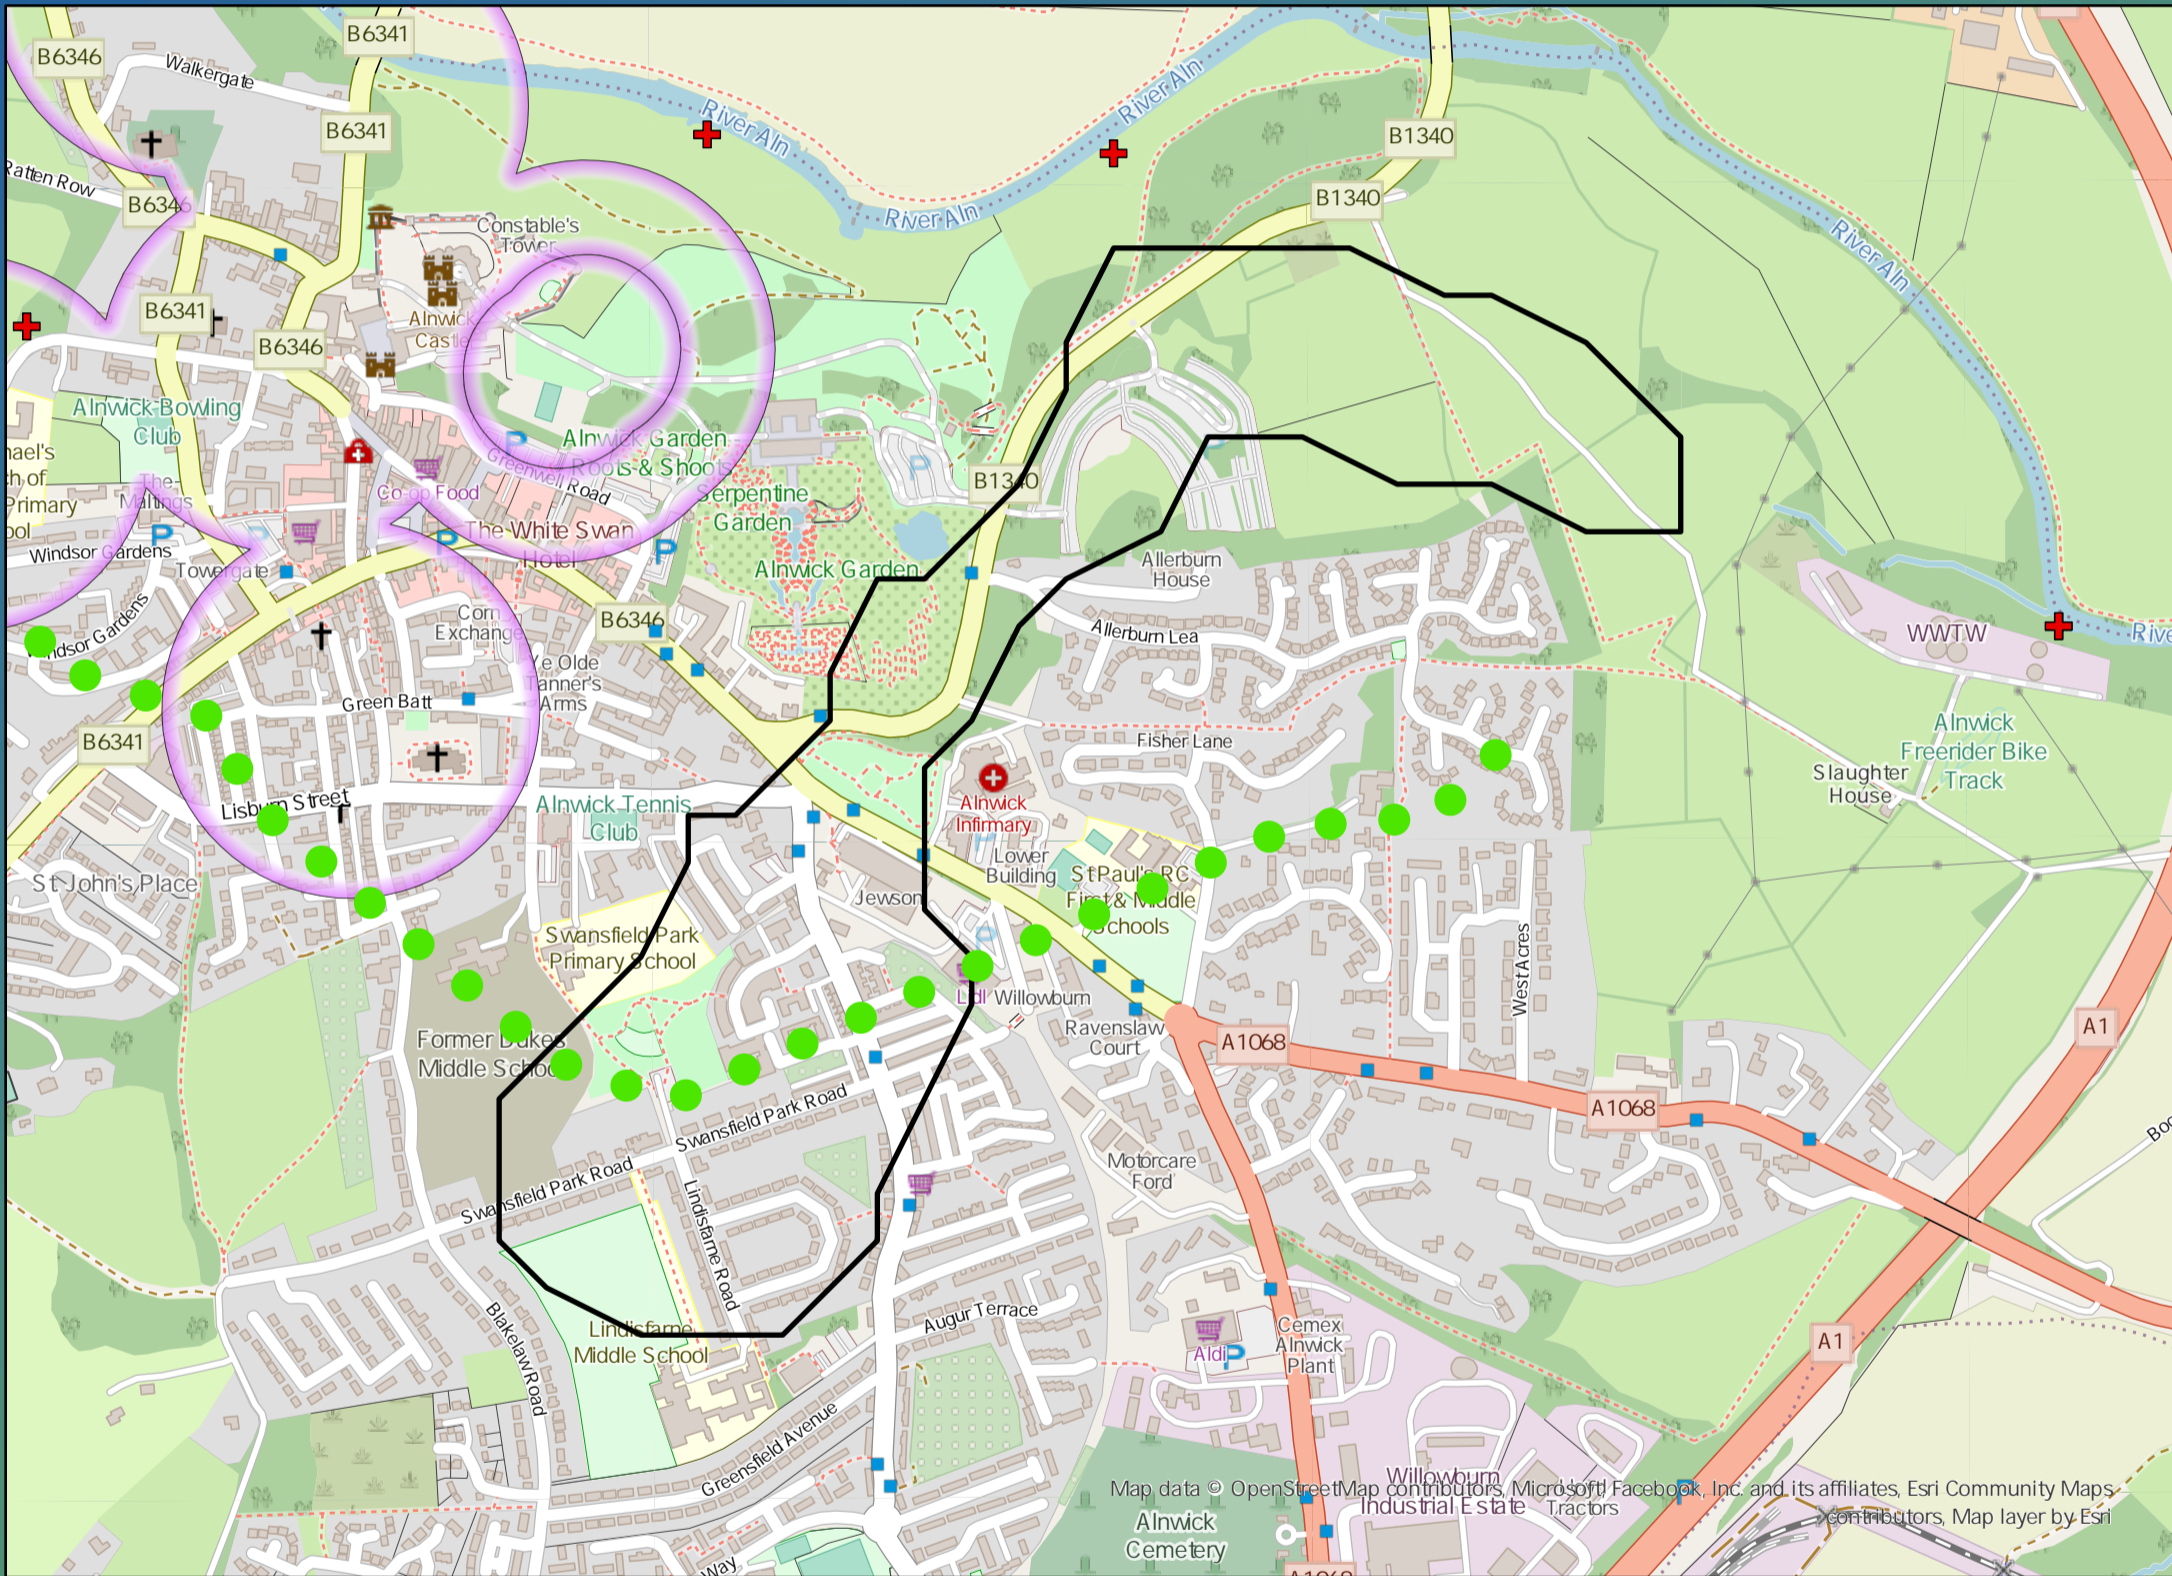 B6346
B6341
Walkergate
B6341
Ratten Row
B6346
River Aln
River Aln
River Aln
B1340
B1340
River Aln
Constable's
Tower
B6341
B6346
Alnwick
Castle
Alnwick Bowling
Club
Alnwick Garden
Roots & Shoots
Greenwell Road
Co-op Food
The
Maltings
Primary
Windsor Gardens
Towergate
The White Swan
Hotel
Serpentine
Garden
Alnwick Garden
B1340
Allerburn
House
Allerburn Lea
Corn
Exchange
B6346
Ye Olde
Tanner's
Arms
Green Batt
B6341
Lisburn Street
Alnwick Tennis
Club
St John's Place
Fisher Lane
Alnwick
Infirmary
Lower
Building
Jewson
St Paul's RC
First & Middle
Schools
WWTW
Alnwick
Freerider Bike
Track
Slaughter
House
Swansfield Park
Primary School
Lidl
Willowburn
Ravenslaw
Court
West Acres
A1068
A1
A1068
Former Dukes
Middle School
Swansfield Park Road
Swansfield Park Road
Lindisfarne Road
Motorcare
Ford
Blakelaw Road
Augur Terrace
Lindisfarne
Middle School
Greensfield Avenue
Aldi
Cemex
Alnwick
Plant
A1
Willowburn
Industrial Estate
Tractors
Map data © OpenStreetMap contributors, Microsoft, Facebook, Inc. and its affiliates, Esri Community Maps
contributors, Map layer by Esri
Alnwick
Cemetery
Way
A1068